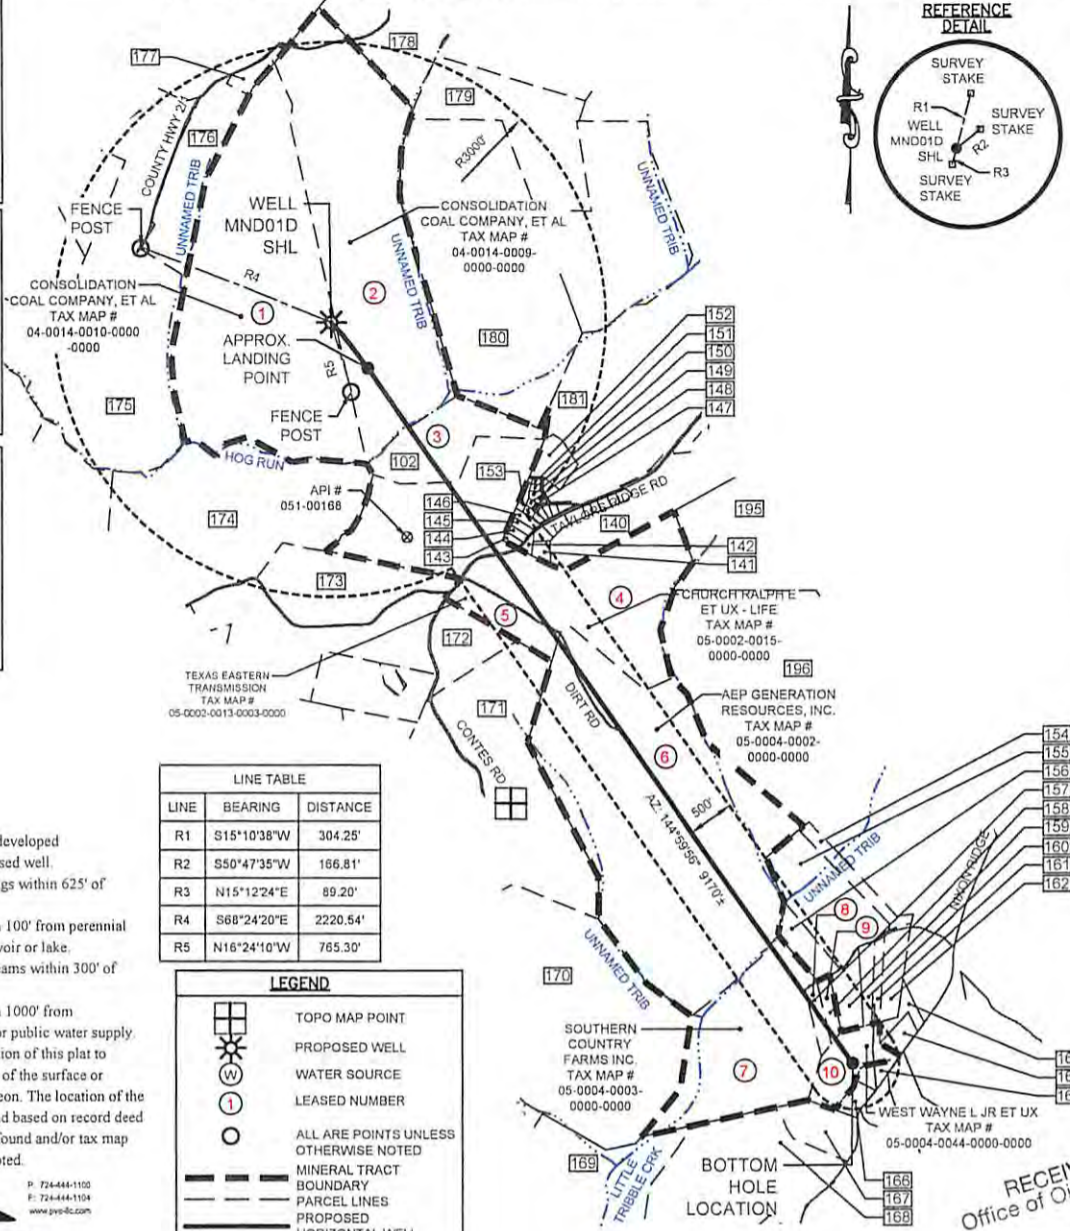 REFERENCE
DETAIL
SURVEY
STAKE
R1
WELL
MND01D
SHL
R2
SURVEY
STAKE
R3
SURVEY
STAKE
177
178
179
176
COUNTY HWY 2/1
UNNAMED TRIB
R3000'
FENCE
POST
WELL
MND01D
SHL
CONSOLIDATION
COAL COMPANY, ET AL
TAX MAP #
04-0014-0009-
0000-0000
UNNAMED TRIB
UNNAMED TRIB
R4
CONSOLIDATION
COAL COMPANY, ET AL
TAX MAP #
04-0014-0010-0000
-0000
1
2
APPROX.
LANDING
POINT
R5
180
152
151
150
149
148
147
175
FENCE
POST
181
3
HOG RUN
102
153
API #
051-00168
174
146
145
144
143
TAYLORS RIDGE RD
140
195
142
141
173
4
5
CHURCH RALPH E
ET UX - LIFE
TAX MAP #
05-0002-0015-
0000-0000
172
196
TEXAS EASTERN
TRANSMISSION
TAX MAP #
05-0002-0013-0003-0000
171
DIRT RD
AEP GENERATION
RESOURCES, INC.
TAX MAP #
05-0004-0002-
0000-0000
CONTES RD
6
154
155
156
157
158
159
160
161
162
AZ: 144°59'56" 9170'±
500'
UNNAMED TRIB
NIXON RIDGE
LINE TABLE
LINE BEARING DISTANCE
R1 S15°10'38"W 304.25'
R2 S50°47'35"W 166.81'
R3 N15°12'24"E 89.20'
R4 S68°24'20"E 2220.54'
R5 N16°24'10"W 765.30'
8
9
UNNAMED TRIB
170
SOUTHERN
COUNTRY
FARMS INC.
TAX MAP #
05-0004-0003-
0000-0000
7
10
WEST WAYNE L JR ET UX
TAX MAP #
05-0004-0044-0000-0000
169
LITTLE
TRIBBLE CRK
BOTTOM
HOLE
LOCATION
166
167
168
developed
sed well.
gs within 625' of
100' from perennial
voir or lake.
eams within 300' of
1000' from
or public water supply.
ion of this plat to
of the surface or
eon. The location of the
d based on record deed
found and/or tax map
oted.
P: 724-444-1100
F: 724-444-1104
www.pve-llc.com
LEGEND
TOPO MAP POINT
PROPOSED WELL
W WATER SOURCE
1 LEASED NUMBER
ALL ARE POINTS UNLESS
OTHERWISE NOTED
MINERAL TRACT
BOUNDARY
PARCEL LINES
PROPOSED
HORIZONTAL WELL